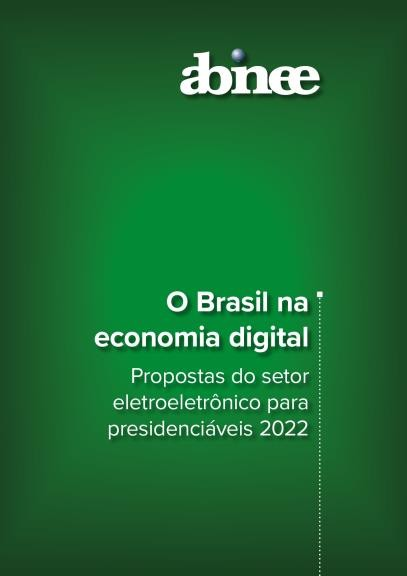 abinee
O Brasil na
economia digital
Propostas do setor
eletroeletrônico para
presidenciáveis 2022